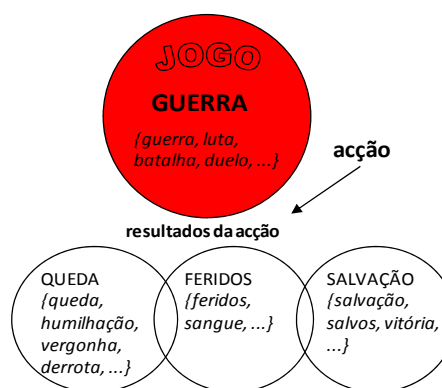 JOGO
GUERRA
{guerra, luta,
batalha, duelo, ...}
acção
resultados da acção
QUEDA
{queda,
humilhação,
vergonha,
derrota, ...}
FERIDOS
{feridos,
sangue, ...}
SALVAÇÃO
{salvação,
salvos, vitória,
...}